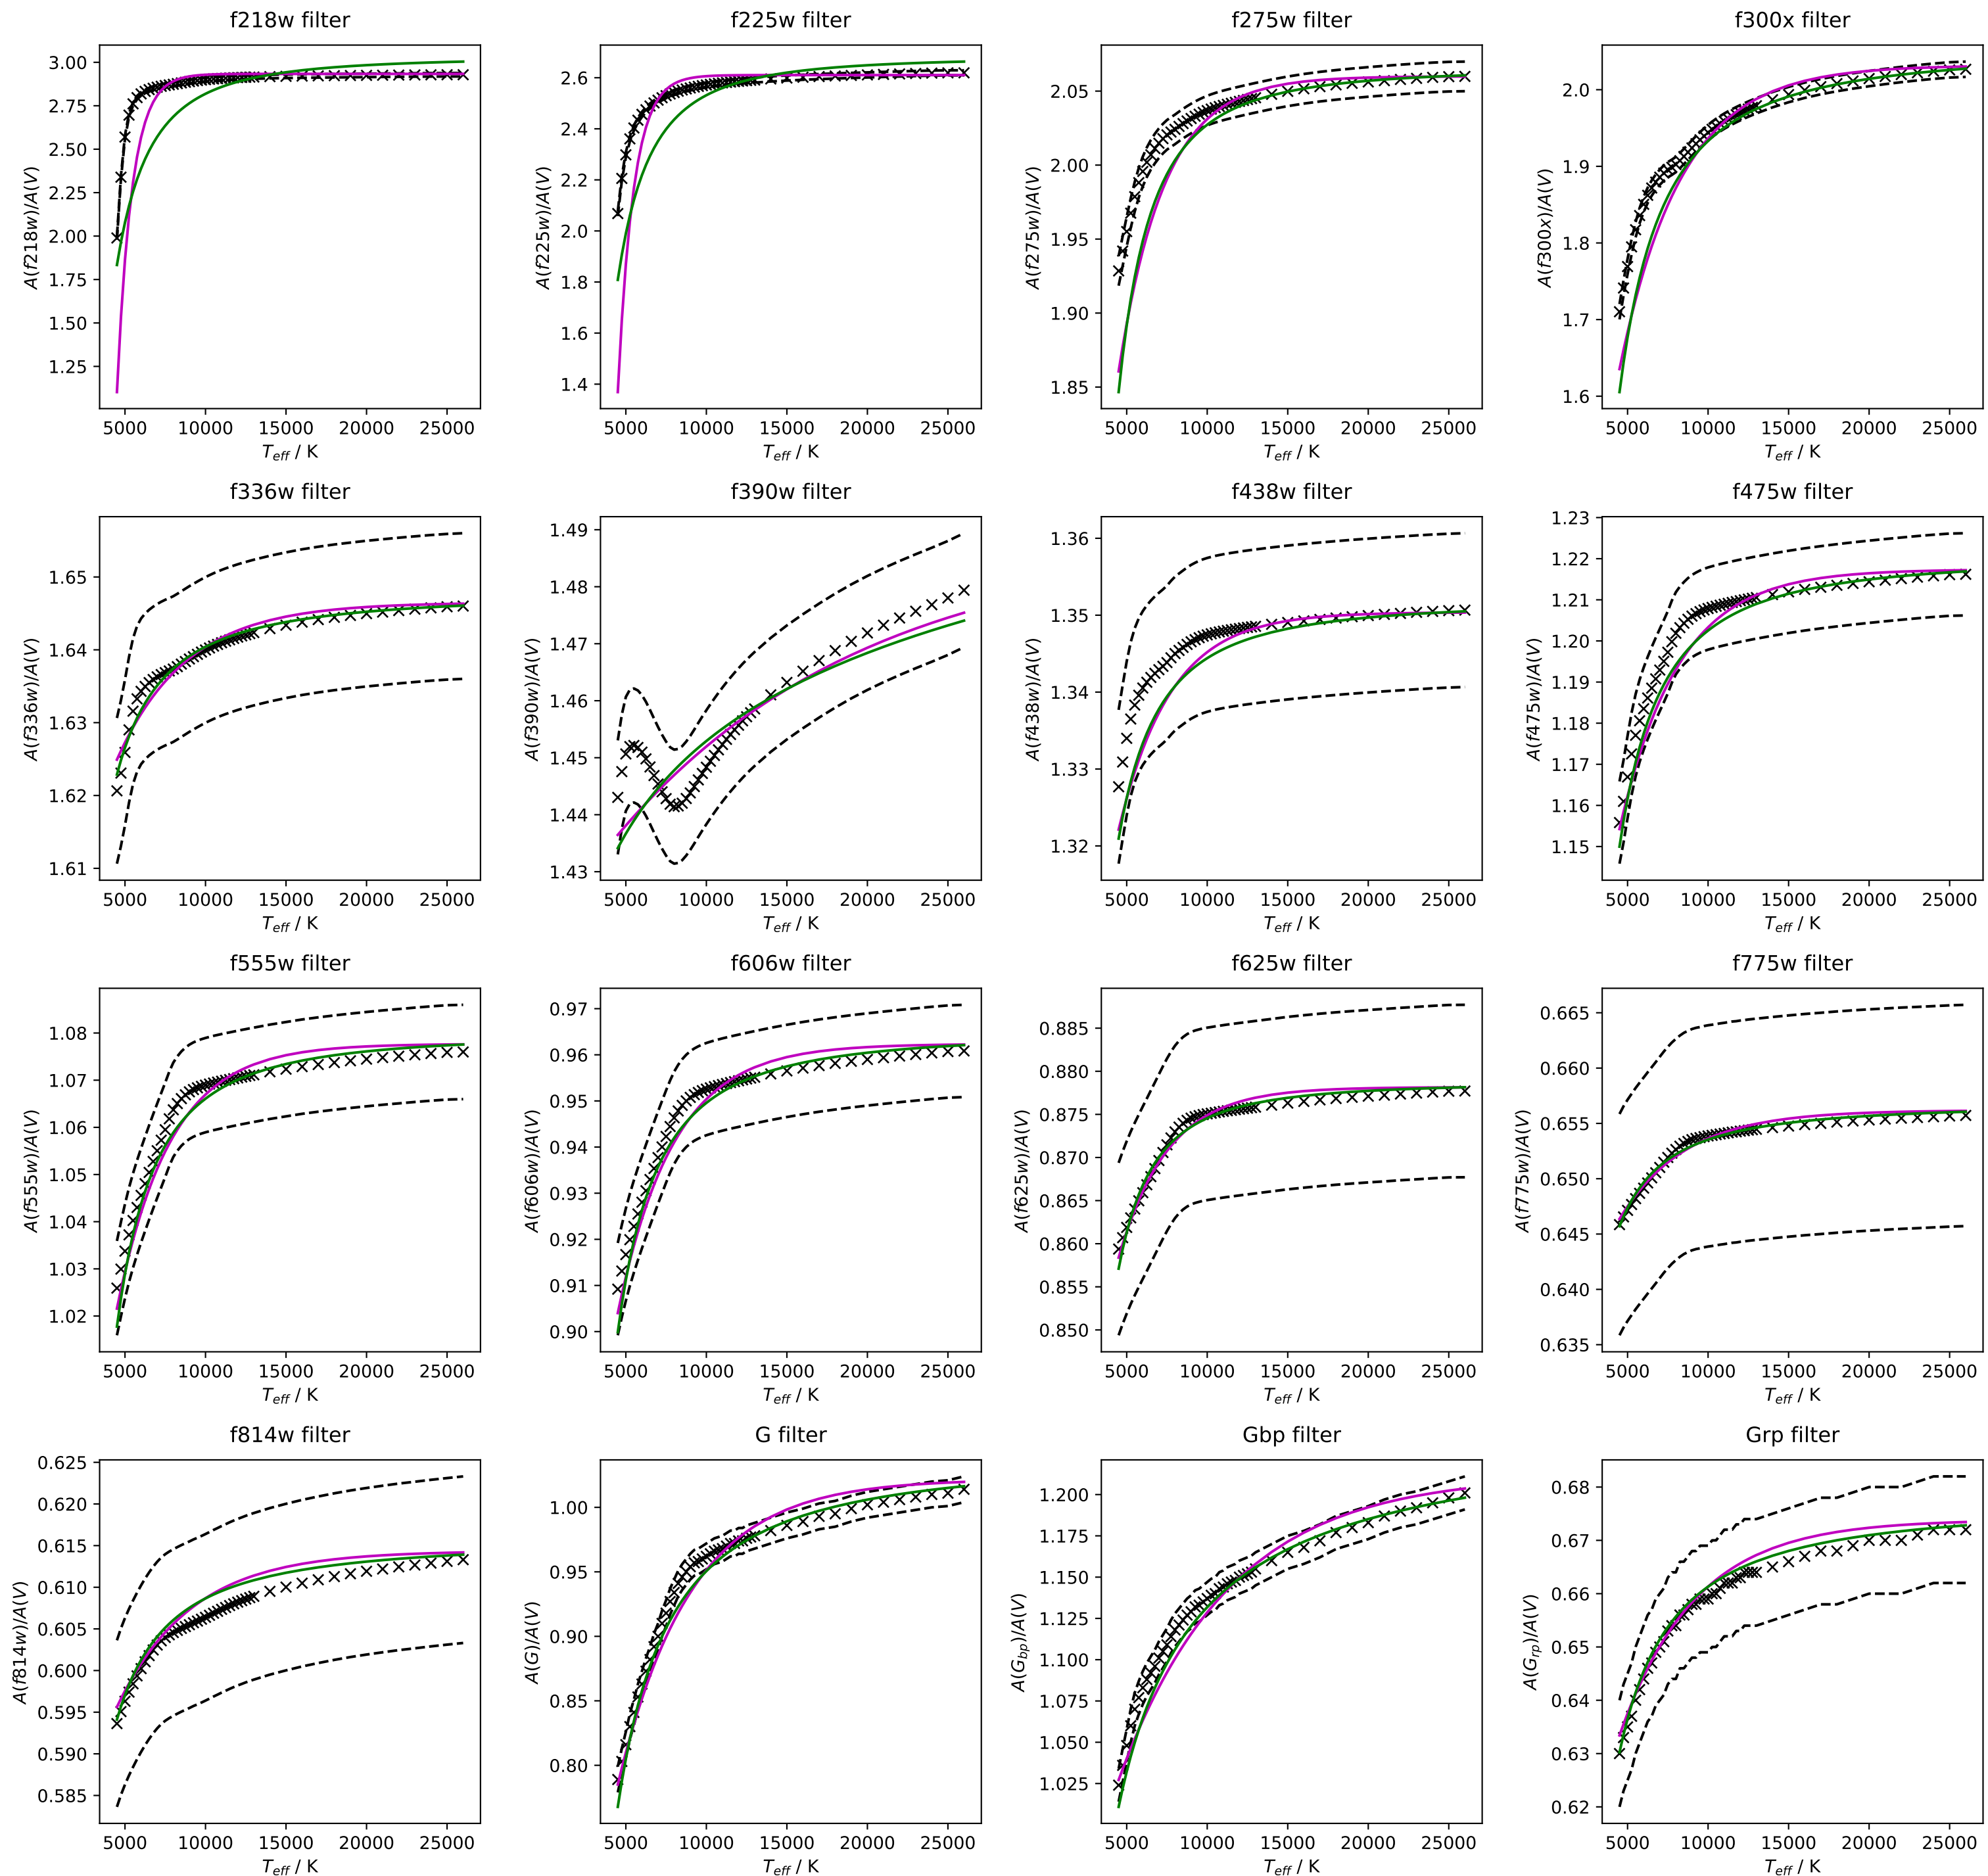 f218w filter
f225w filter
f275w filter
f300x filter
A(f218w)/A(V)
3.00
2.75
2.50
2.25
2.00
1.75
1.50
1.25
5000 10000 15000 20000 25000
T_eff / K
A(f225w)/A(V)
2.6
2.4
2.2
2.0
1.8
1.6
1.4
5000 10000 15000 20000 25000
T_eff / K
A(f275w)/A(V)
2.05
2.00
1.95
1.90
1.85
5000 10000 15000 20000 25000
T_eff / K
A(f300x)/A(V)
2.0
1.9
1.8
1.7
1.6
5000 10000 15000 20000 25000
T_eff / K
f336w filter
f390w filter
f438w filter
f475w filter
A(f336w)/A(V)
1.65
1.64
1.63
1.62
1.61
5000 10000 15000 20000 25000
T_eff / K
A(f390w)/A(V)
1.49
1.48
1.47
1.46
1.45
1.44
1.43
5000 10000 15000 20000 25000
T_eff / K
A(f438w)/A(V)
1.36
1.35
1.34
1.33
1.32
5000 10000 15000 20000 25000
T_eff / K
A(f475w)/A(V)
1.23
1.22
1.21
1.20
1.19
1.18
1.17
1.16
1.15
5000 10000 15000 20000 25000
T_eff / K
f555w filter
f606w filter
f625w filter
f775w filter
A(f555w)/A(V)
1.08
1.07
1.06
1.05
1.04
1.03
1.02
5000 10000 15000 20000 25000
T_eff / K
A(f606w)/A(V)
0.97
0.96
0.95
0.94
0.93
0.92
0.91
0.90
5000 10000 15000 20000 25000
T_eff / K
A(f625w)/A(V)
0.885
0.880
0.875
0.870
0.865
0.860
0.855
0.850
5000 10000 15000 20000 25000
T_eff / K
A(f775w)/A(V)
0.665
0.660
0.655
0.650
0.645
0.640
0.635
5000 10000 15000 20000 25000
T_eff / K
f814w filter
G filter
Gbp filter
Grp filter
A(f814w)/A(V)
0.625
0.620
0.615
0.610
0.605
0.600
0.595
0.590
0.585
5000 10000 15000 20000 25000
T_eff / K
A(G)/A(V)
1.00
0.95
0.90
0.85
0.80
5000 10000 15000 20000 25000
T_eff / K
A(G_bp)/A(V)
1.200
1.175
1.150
1.125
1.100
1.075
1.050
1.025
5000 10000 15000 20000 25000
T_eff / K
A(G_rp)/A(V)
0.68
0.67
0.66
0.65
0.64
0.63
0.62
5000 10000 15000 20000 25000
T_eff / K